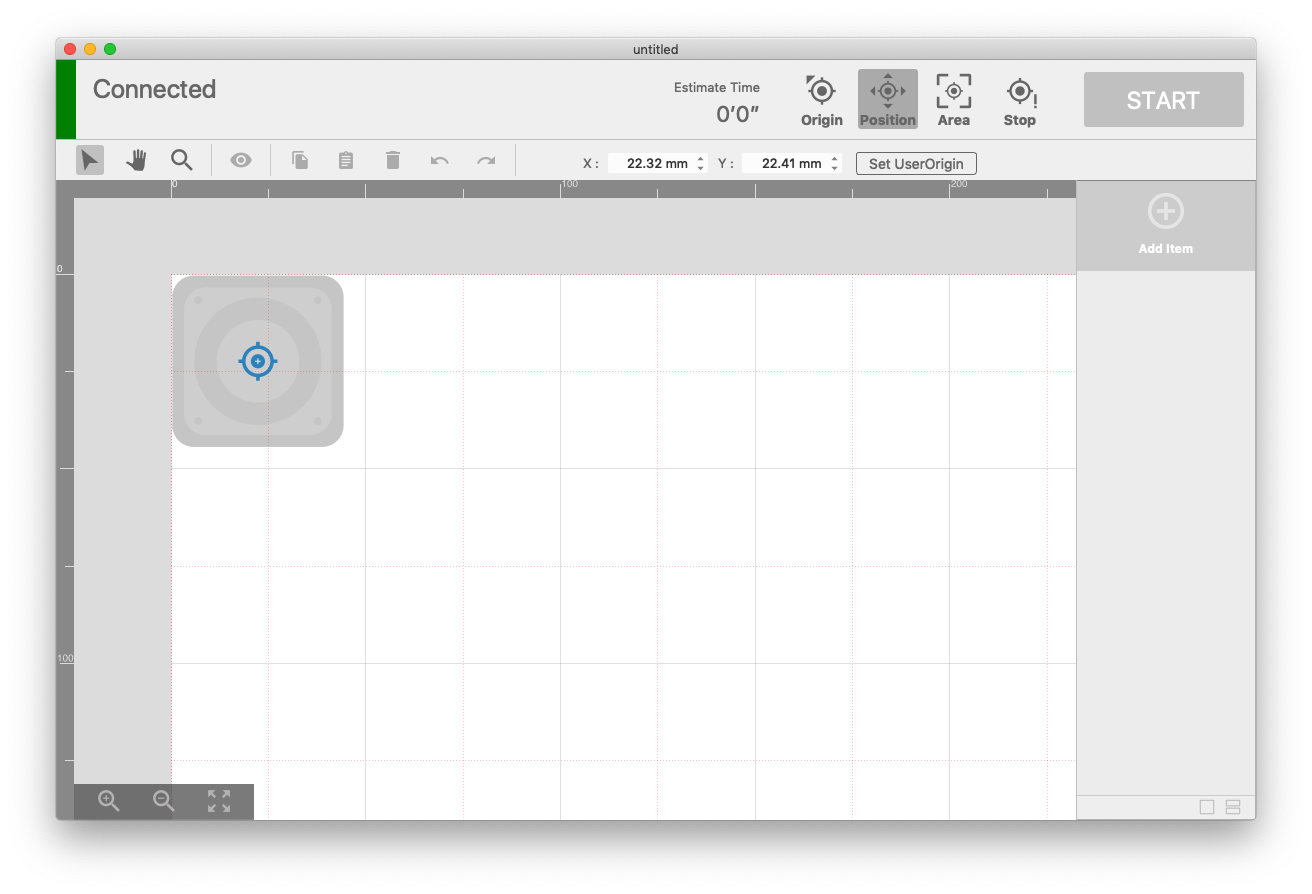 untitled
Connected
Estimate Time
0′0″
Origin
Position
Area
Stop
START
X :
22.32 mm
Y :
22.41 mm
Set UserOrigin
0
100
200
Add Item
0
100